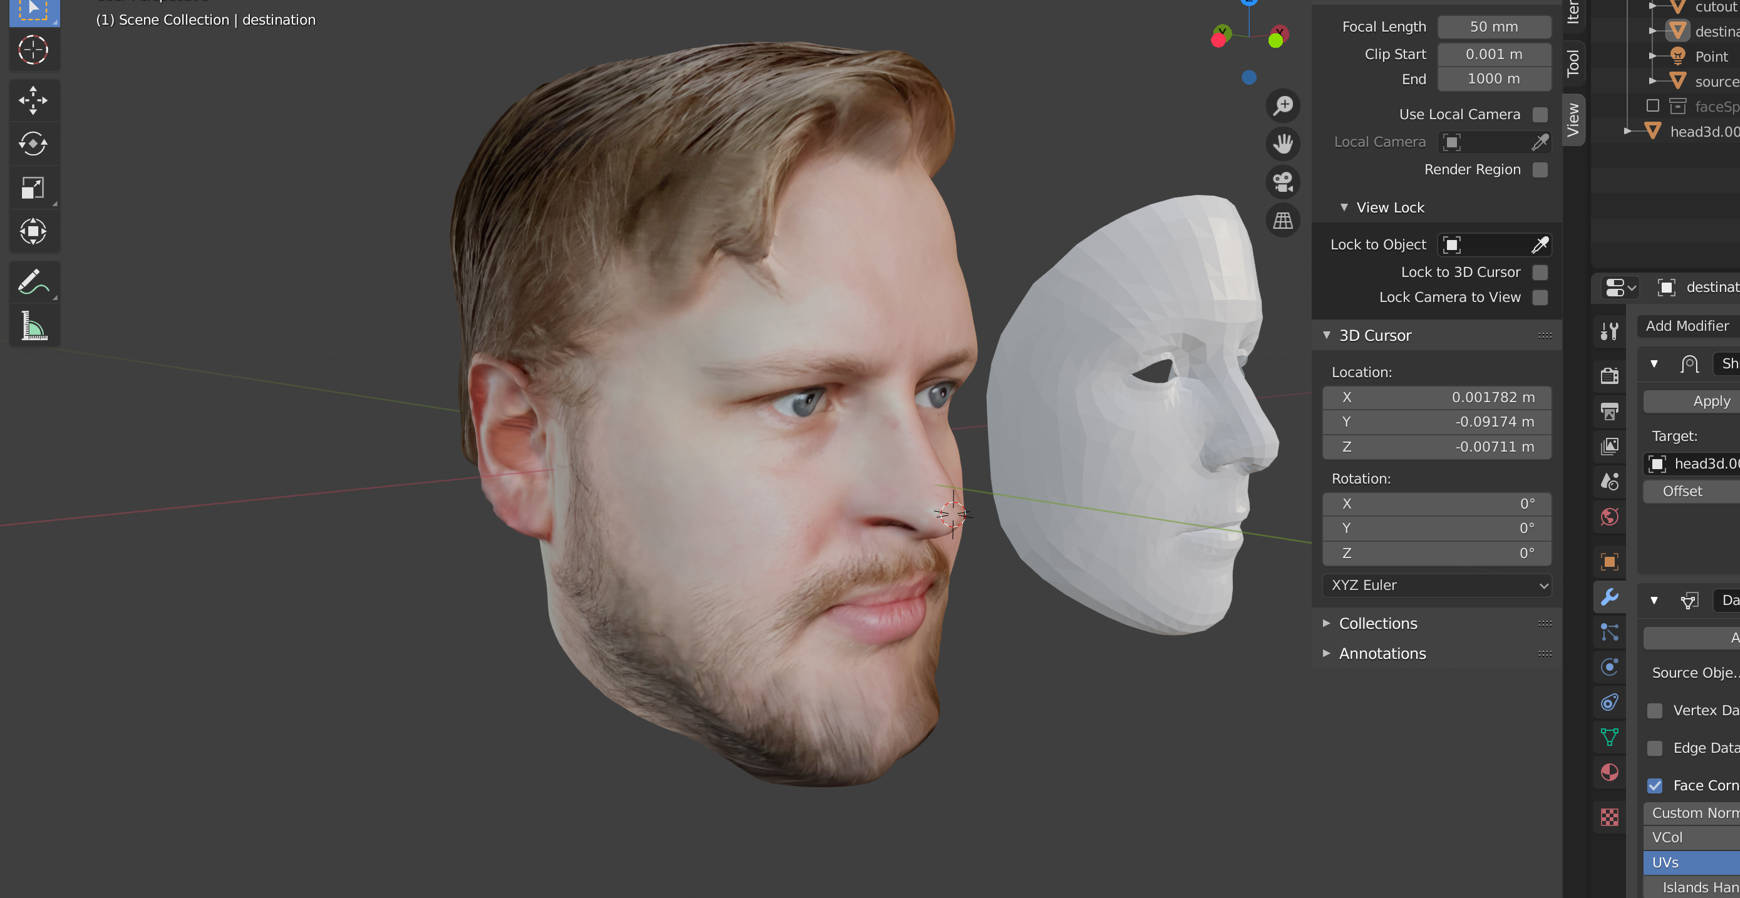 (1) Scene Collection | destination
Focal Length 50 mm
Clip Start 0.001 m
End 1000 m
Use Local Camera
Local Camera
Render Region
View Lock
Lock to Object
Lock to 3D Cursor
Lock Camera to View
3D Cursor
Location:
X 0.001782 m
Y -0.09174 m
Z -0.00711 m
Rotation:
X 0°
Y 0°
Z 0°
XYZ Euler
Collections
Annotations
Iter
Tool
View
cutout
destina
Point
source
faceSp
head3d.00
destinat
Add Modifier
Sh
Apply
Target:
head3d.00
Offset
Da
A
Source Obje...
Vertex Da
Edge Data
Face Corn
Custom Norm
VCol
UVs
Islands Han
Y
Y